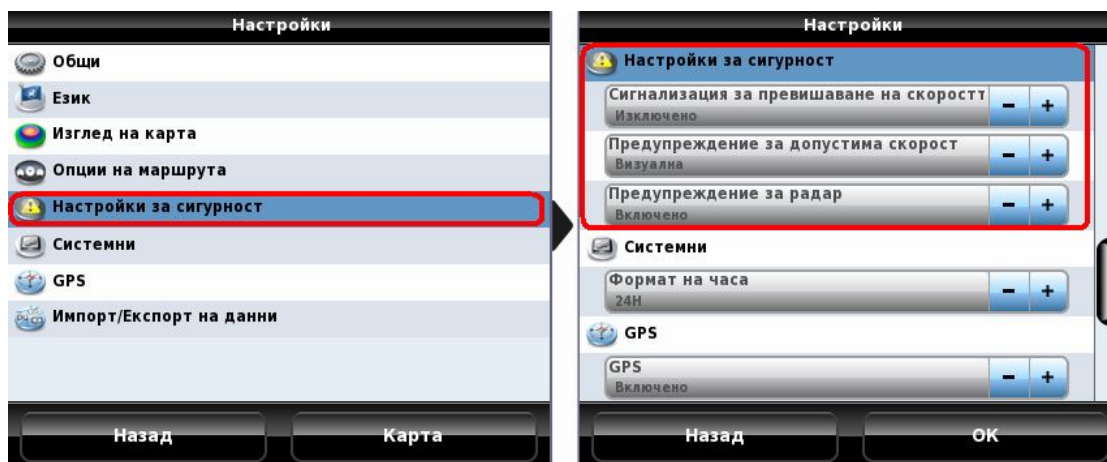 Настройки
Общи
Език
Изглед на карта
Опции на маршрута
Настройки за сигурност
Системни
GPS
Импорт/Експорт на данни
Назад
Карта
Настройки
Настройки за сигурност
Сигнализация за превишаване на скоростт
Изключено
- +
Предупреждение за допустима скорост
Визуална
- +
Предупреждение за радар
Включено
- +
Системни
Формат на часа
24H
- +
GPS
GPS
Включено
- +
Назад
OK